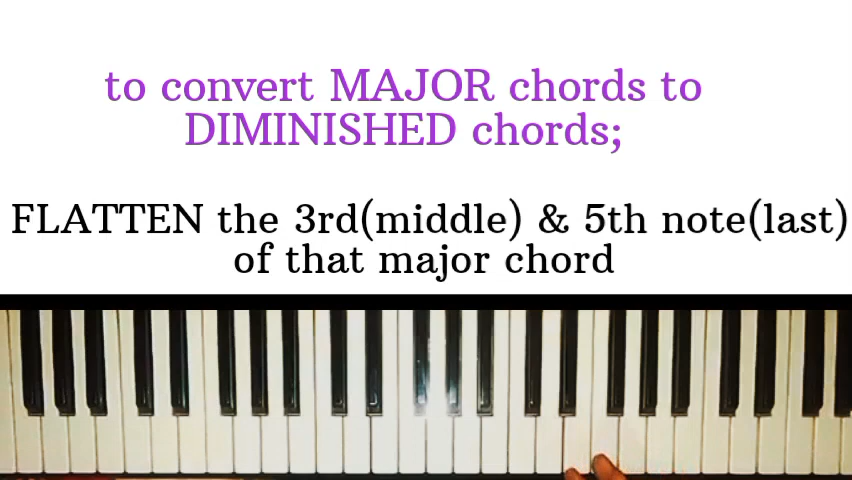 to convert MAJOR chords to
DIMINISHED chords;
FLATTEN the 3rd(middle) & 5th note(last)
of that major chord